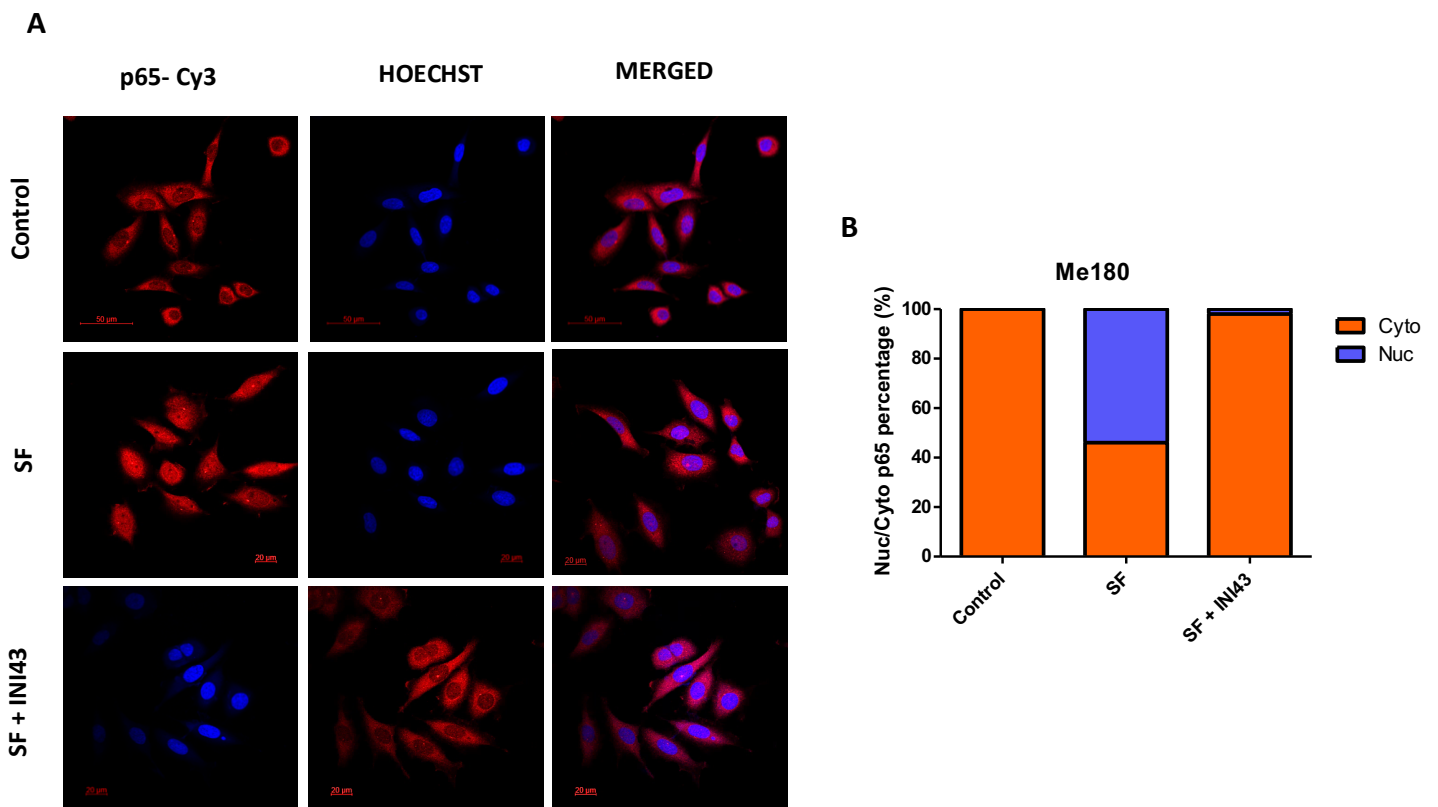 A
p65- Cy3 HOECHST MERGED
Control
50 µm 50 µm 50 µm
SF
20 µm 20 µm 20 µm
SF + INI43
20 µm 20 µm 20 µm
B
Me180
Nuc/Cyto p65 percentage (%)
100
80
60
40
20
0
Control SF SF + INI43
Cyto
Nuc